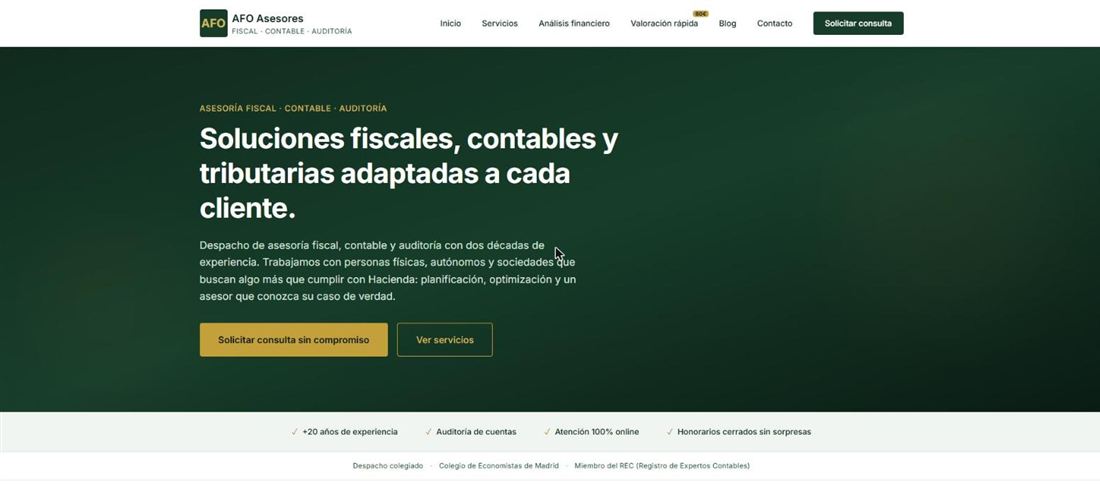 AFO
AFO Asesores
FISCAL · CONTABLE · AUDITORÍA
Inicio
Servicios
Análisis financiero
Valoración rápida
80€
Blog
Contacto
Solicitar consulta
ASESORÍA FISCAL · CONTABLE · AUDITORÍA
Soluciones fiscales, contables y
tributarias adaptadas a cada
cliente.
Despacho de asesoría fiscal, contable y auditoría con dos décadas de
experiencia. Trabajamos con personas físicas, autónomos y sociedades que
buscan algo más que cumplir con Hacienda: planificación, optimización y un
asesor que conozca su caso de verdad.
Solicitar consulta sin compromiso
Ver servicios
✓ +20 años de experiencia
✓ Auditoría de cuentas
✓ Atención 100% online
✓ Honorarios cerrados sin sorpresas
Despacho colegiado · Colegio de Economistas de Madrid · Miembro del REC (Registro de Expertos Contables)